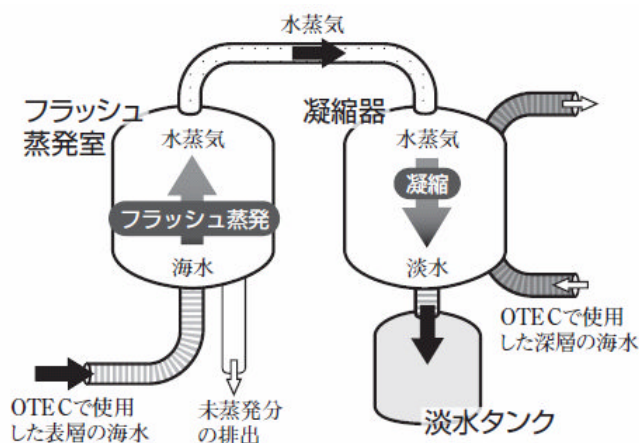 水蒸気
フラッシュ
蒸発室
水蒸気
フラッシュ蒸発
海水
凝縮器
水蒸気
凝縮
淡水
OTECで使用
した表層の海水
未蒸発分
の排出
淡水タンク
OTECで使用
した深層の海水